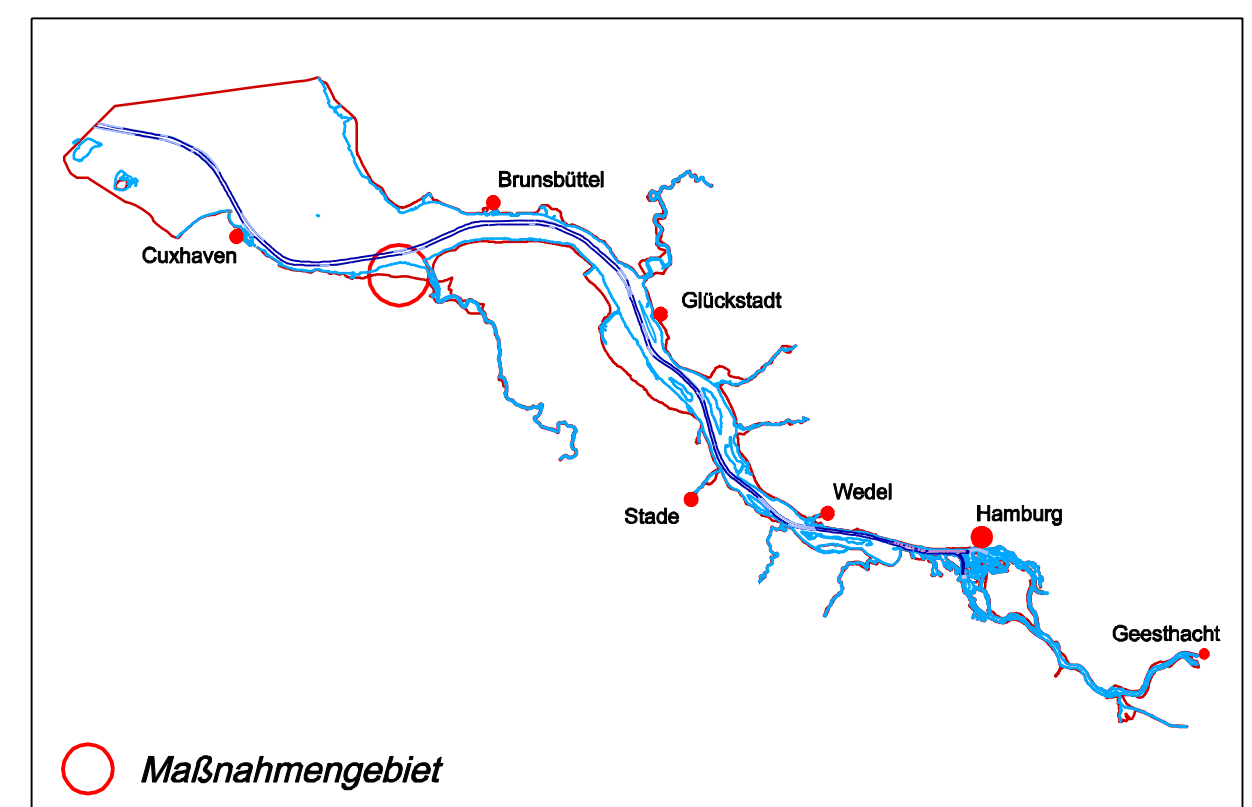 Brunsbüttel
Cuxhaven
Glückstadt
Wedel
Stade
Hamburg
Geesthacht
Maßnahmengebiet